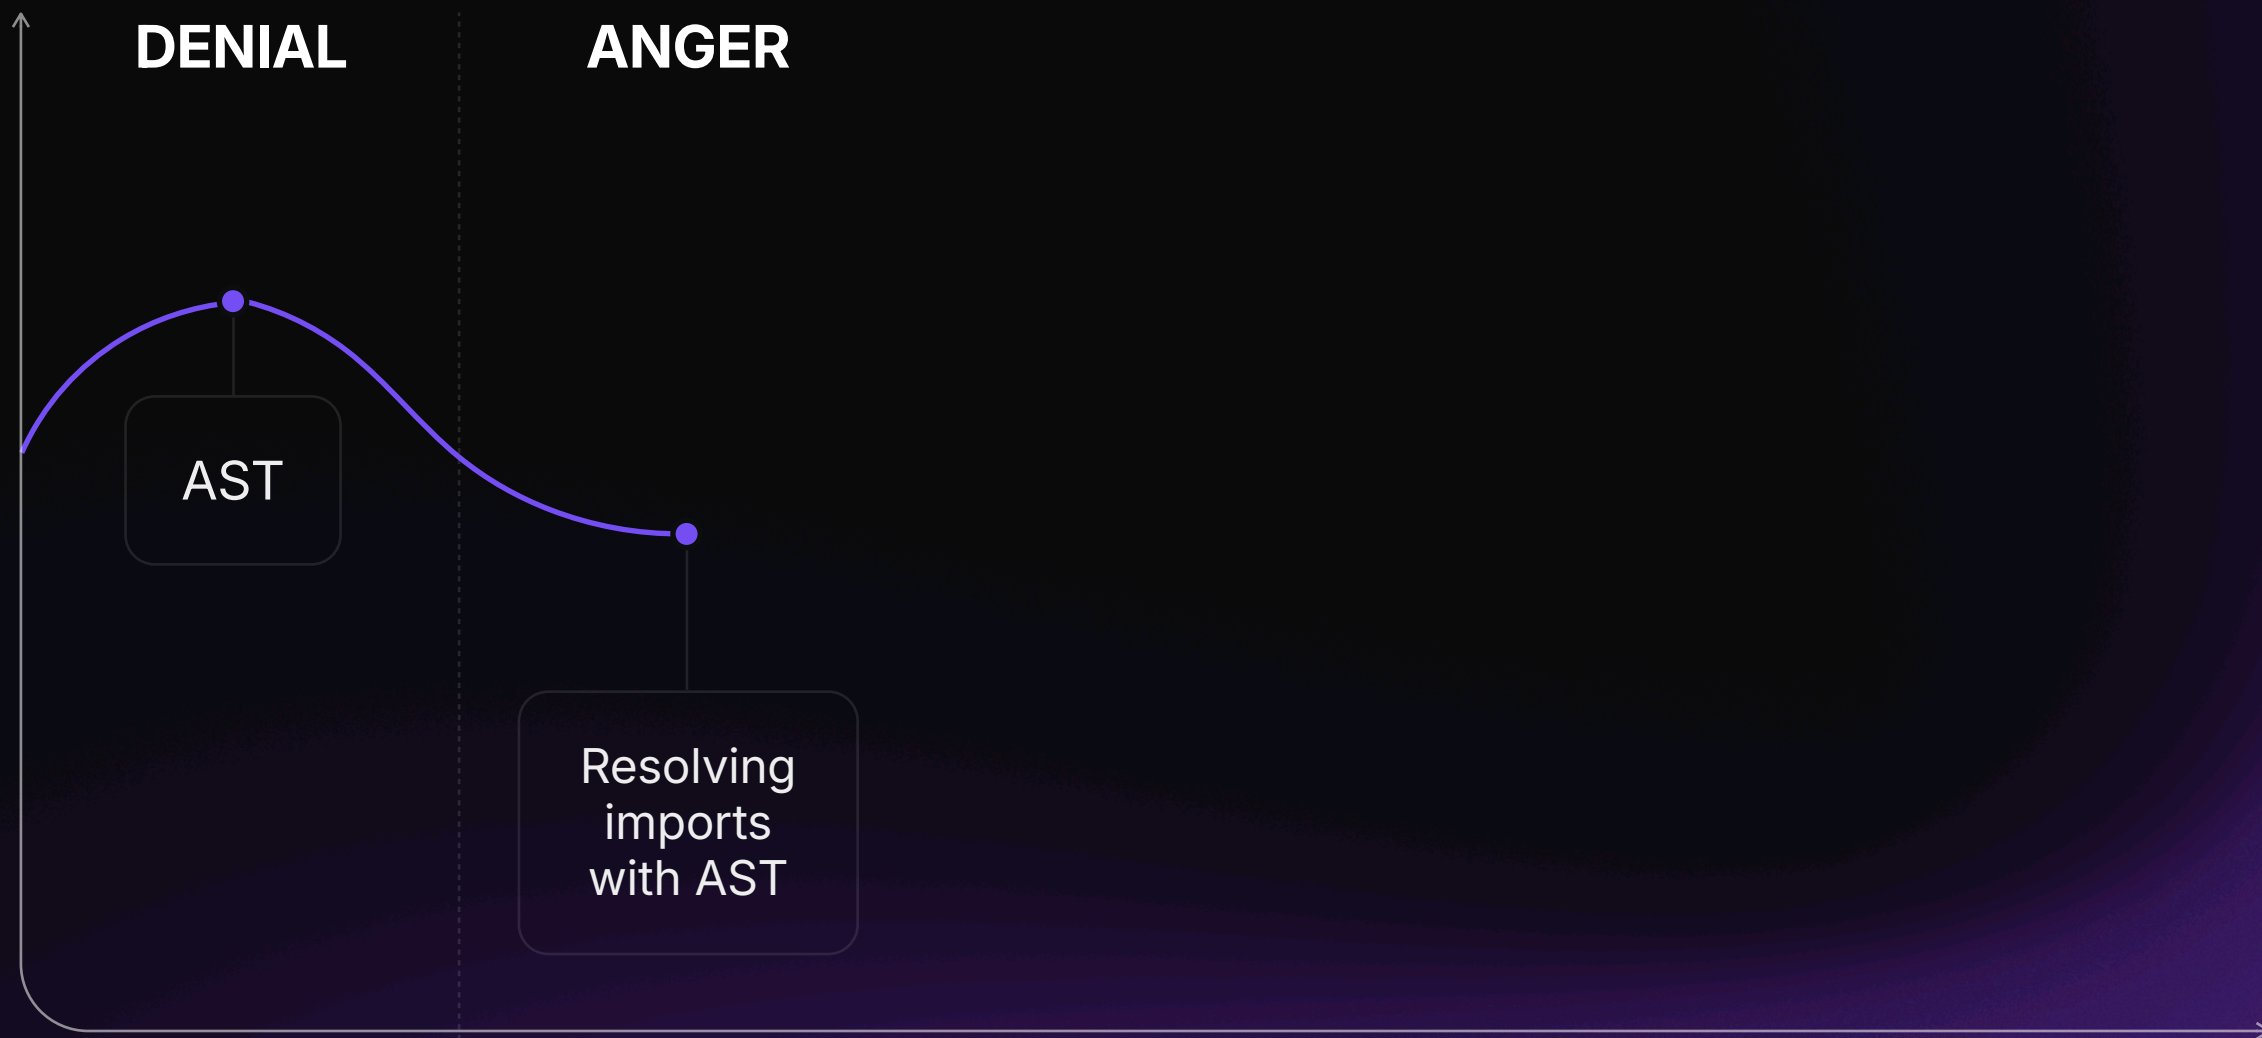 DENIAL
ANGER
AST
Resolving
imports
with AST